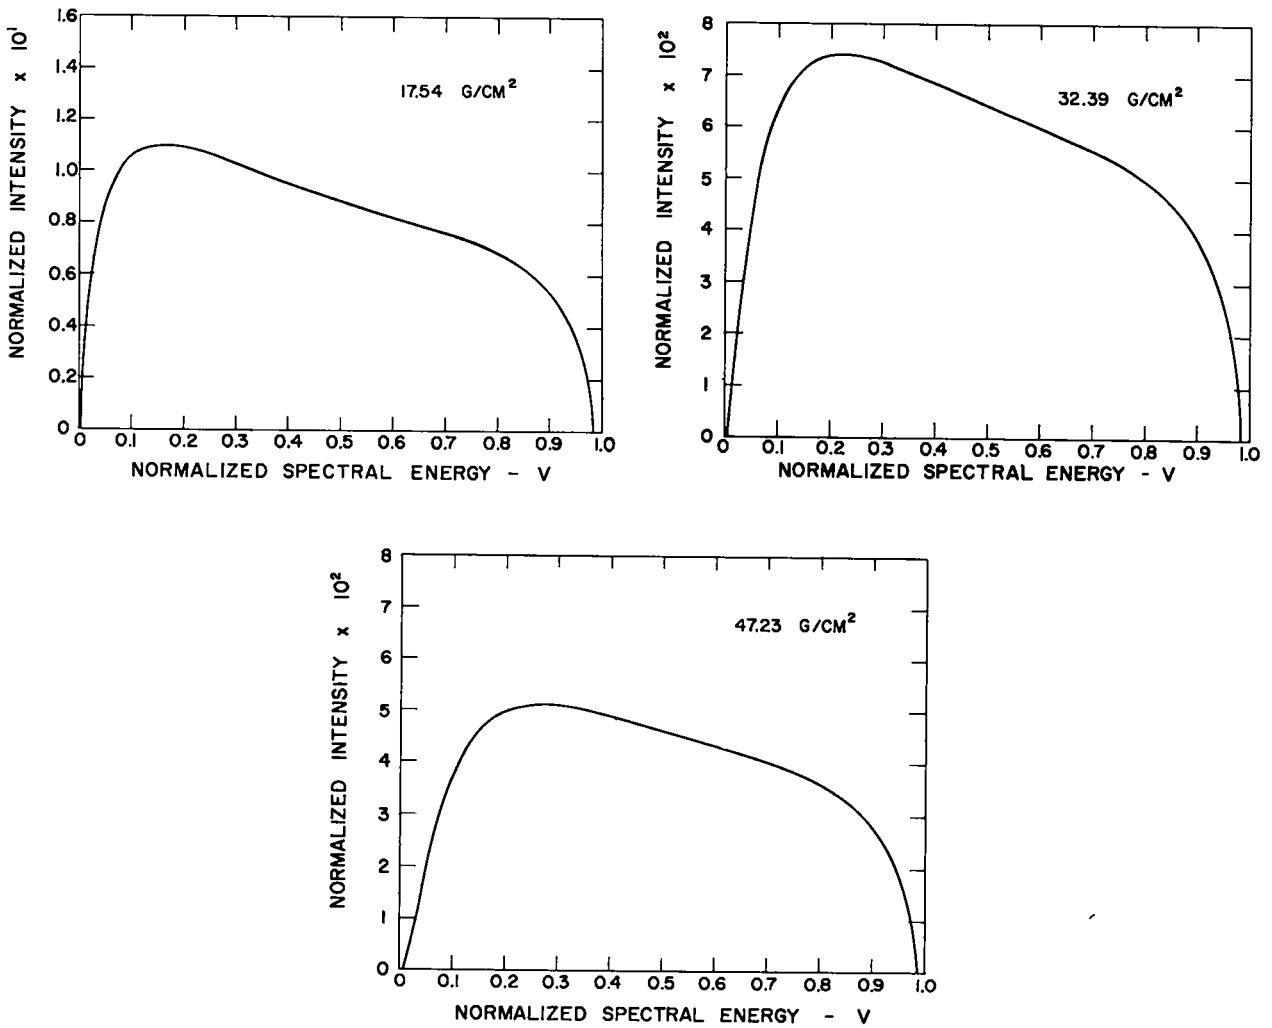 NORMALIZED INTENSITY x 10¹
1.6
1.4
1.2
1.0
0.8
0.6
0.4
0.2
0
17.54 G/CM²
0 0.1 0.2 0.3 0.4 0.5 0.6 0.7 0.8 0.9 1.0
NORMALIZED SPECTRAL ENERGY - V
NORMALIZED INTENSITY x 10²
8
7
6
5
4
3
2
1
0
32.39 G/CM²
0 0.1 0.2 0.3 0.4 0.5 0.6 0.7 0.8 0.9 1.0
NORMALIZED SPECTRAL ENERGY - V
NORMALIZED INTENSITY x 10²
8
7
6
5
4
3
2
1
0
47.23 G/CM²
0 0.1 0.2 0.3 0.4 0.5 0.6 0.7 0.8 0.9 1.0
NORMALIZED SPECTRAL ENERGY - V